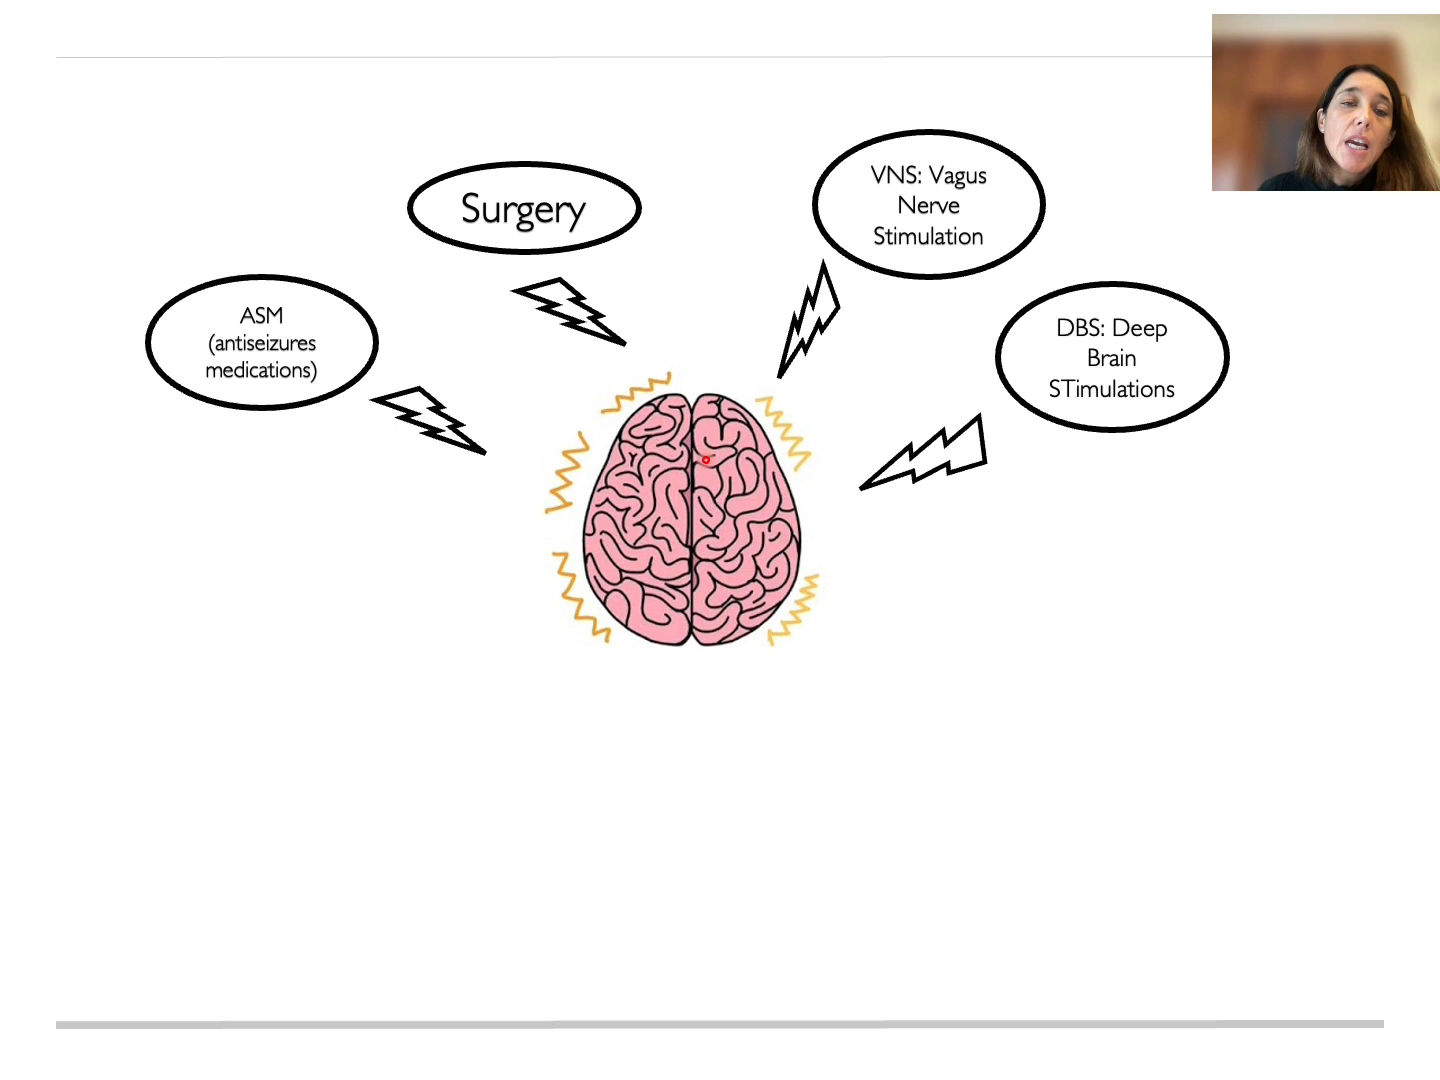 Surgery
VNS: Vagus
Nerve
Stimulation
ASM
(antiseizures
medications)
DBS: Deep
Brain
STimulations